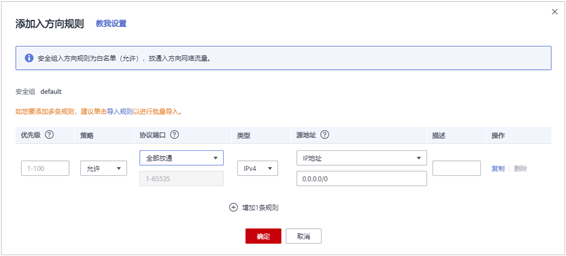 添加入方向规则 教我设置
安全组入方向规则为白名单（允许），放通入方向网络流量。
安全组 default
如您要添加多条规则，建议单击导入规则以进行批量导入。
优先级 策略 协议端口 类型 源地址 描述 操作
1-100 允许 全部放通 IPv4 IP地址 复制 删除
1-65535 0.0.0.0/0
增加1条规则
确定 取消